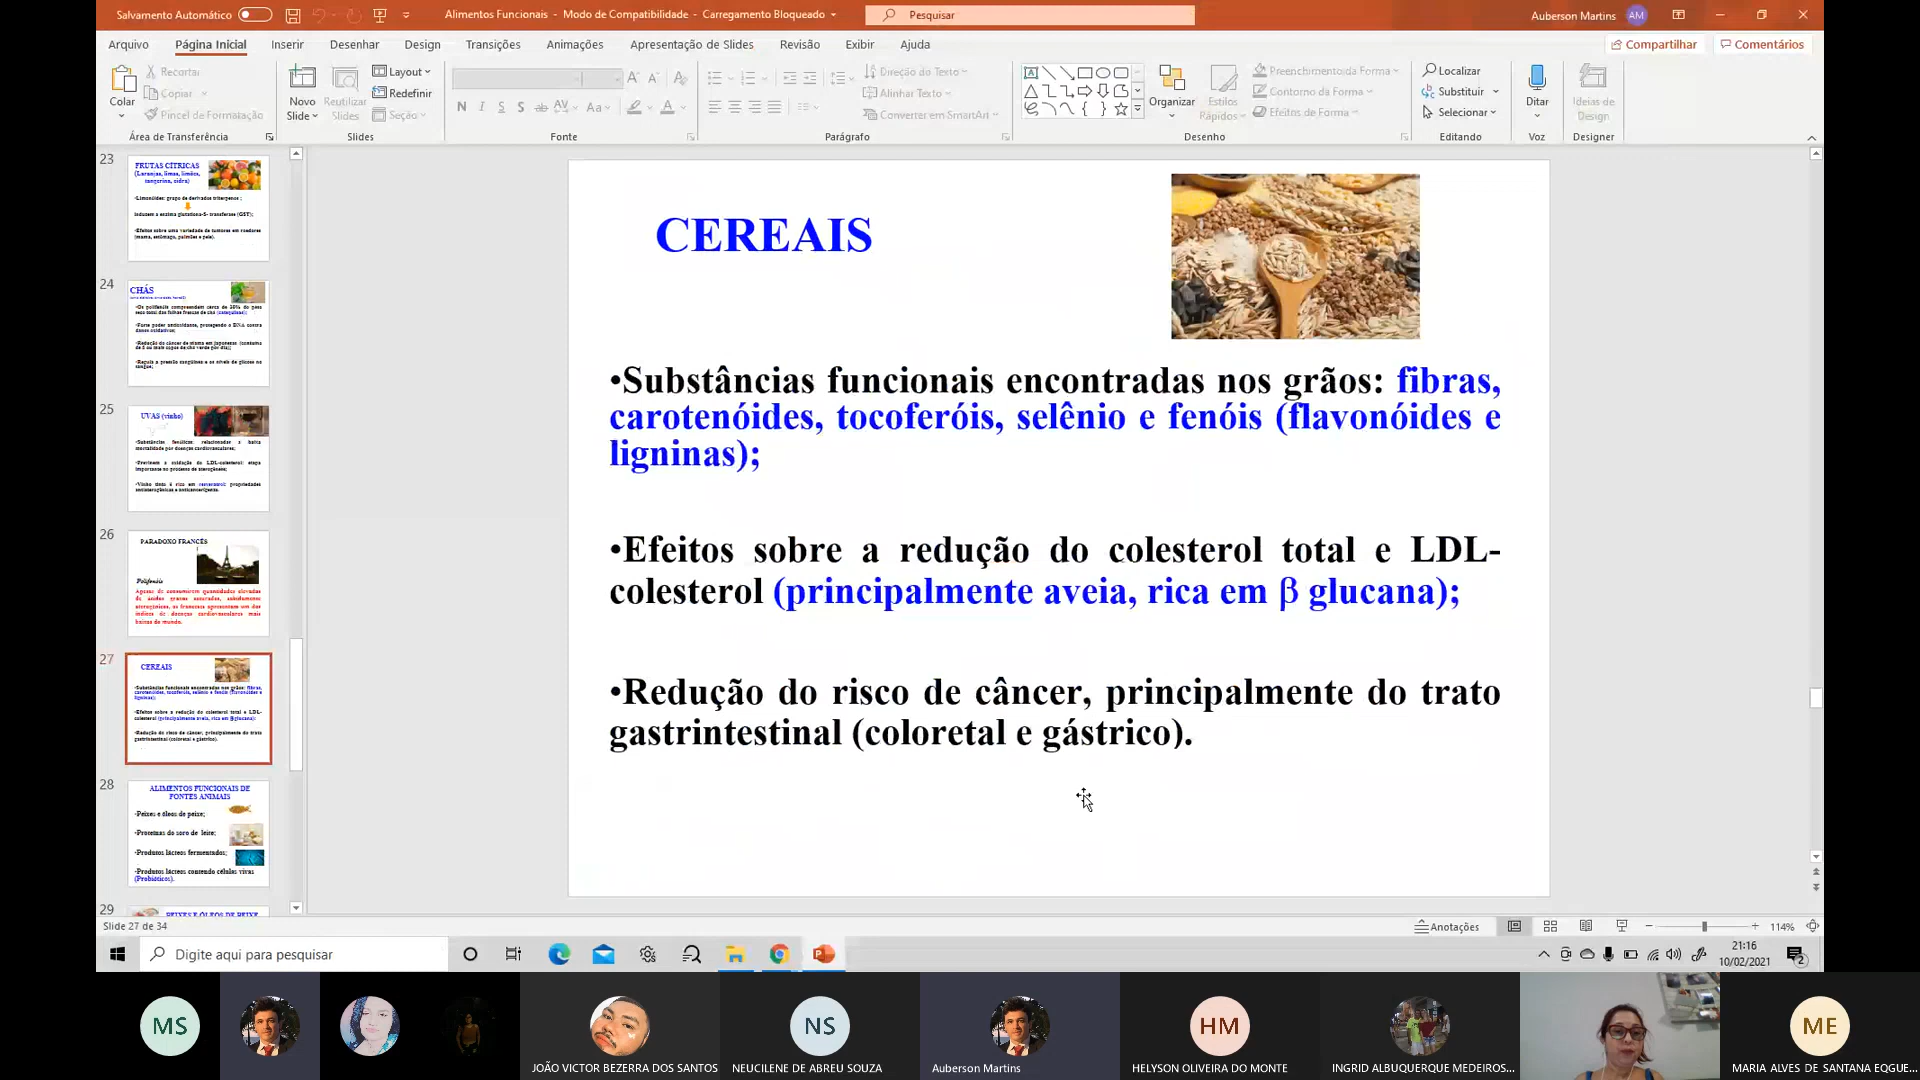 Salvamento Automático
Alimentos Funcionais - Modo de Compatibilidade - Carregamento Bloqueado
Pesquisar
Auberson Martins
AM
Arquivo
Página Inicial
Inserir
Desenhar
Design
Transições
Animações
Apresentação de Slides
Revisão
Exibir
Ajuda
Compartilhar
Comentários
Colar
Recortar
Copiar
Pincel de Formatação
Área de Transferência
Novo Slide
Reutilizar Slides
Layout
Redefinir
Seção
Slides
Fonte
Direção do Texto
Alinhar Texto
Converter em SmartArt
Parágrafo
Organizar
Estilos Rápidos
Preenchimento da Forma
Contorno da Forma
Efeitos de Forma
Desenho
Localizar
Substituir
Selecionar
Editando
Ditar
Voz
Ideias de Design
Designer
23
FRUTAS CÍTRICAS
(Laranjas, limas, limões,
tangerina, cidra)
•Limonóides: grupo de derivados triterpenos ;
induzem a enzima glutationa-S- transferase (GST);
•Efeitos sobre uma variedade de tumores em roedores
(mama, estômago, pulmões e pele).
24
CHÁS
•Os polifenóis compreendem cerca de 30% do peso
seco total das folhas frescas de chá (catequinas);
•Forte poder antioxidante, protegendo o DNA contra
danos oxidativos;
•Redução do câncer de mama em japonesas (consumo
de 5 ou mais copos de chá verde por dia);
•Regula a pressão sanguínea e os níveis de glicose no
sangue;
25
UVAS (vinho)
•Substâncias fenólicas: relacionadas a baixa
mortalidade por doenças cardiovasculares;
•Previnem a oxidação do LDL-colesterol: etapa
importante no processo de aterogênese;
•Vinho tinto é rico em resveratrol: propriedades
antiaterogênicas e anticancerígenas.
26
PARADOXO FRANCÊS
Polifenóis
Apesar de consumirem quantidades elevadas
de ácidos graxos saturados, sabidamente
aterogênicos, os franceses apresentam um dos
índices de doenças cardiovasculares mais
baixos do mundo.
27
CEREAIS
•Substâncias funcionais encontradas nos grãos: fibras,
carotenóides, tocoferóis, selênio e fenóis (flavonóides e
ligninas);
•Efeitos sobre a redução do colesterol total e LDL-
colesterol (principalmente aveia, rica em β glucana);
•Redução do risco de câncer, principalmente do trato
gastrintestinal (coloretal e gástrico).
28
ALIMENTOS FUNCIONAIS DE
FONTES ANIMAIS
•Peixes e óleos de peixe;
•Proteínas do soro de leite;
•Produtos lácteos fermentados;
•Produtos lácteos contendo células vivas
(Probióticos).
29
PEIXES E ÓLEOS DE PEIXE
CEREAIS
•Substâncias funcionais encontradas nos grãos: fibras,
carotenóides, tocoferóis, selênio e fenóis (flavonóides e
ligninas);
•Efeitos sobre a redução do colesterol total e LDL-
colesterol (principalmente aveia, rica em β glucana);
•Redução do risco de câncer, principalmente do trato
gastrintestinal (coloretal e gástrico).
Slide 27 de 34
Anotações
114%
Digite aqui para pesquisar
21:16
10/02/2021
2
MS
JOÃO VICTOR BEZERRA DOS SANTOS
NS
NEUCILENE DE ABREU SOUZA
Auberson Martins
HM
HELYSON OLIVEIRA DO MONTE
INGRID ALBUQUERQUE MEDEIROS...
ME
MARIA ALVES DE SANTANA EQGUE...